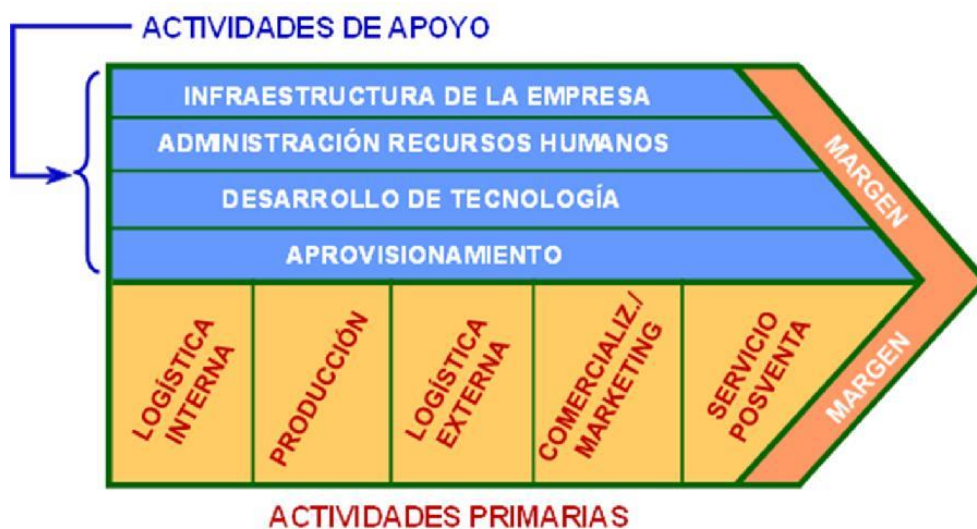 ACTIVIDADES DE APOYO
INFRAESTRUCTURA DE LA EMPRESA
ADMINISTRACIÓN RECURSOS HUMANOS
DESARROLLO DE TECNOLOGÍA
APROVISIONAMIENTO
MARGEN
LOGÍSTICA
INTERNA
PRODUCCIÓN
LOGÍSTICA
EXTERNA
COMERCIALIZ./
MARKETING
SERVICIO
POSVENTA
MARGEN
ACTIVIDADES PRIMARIAS